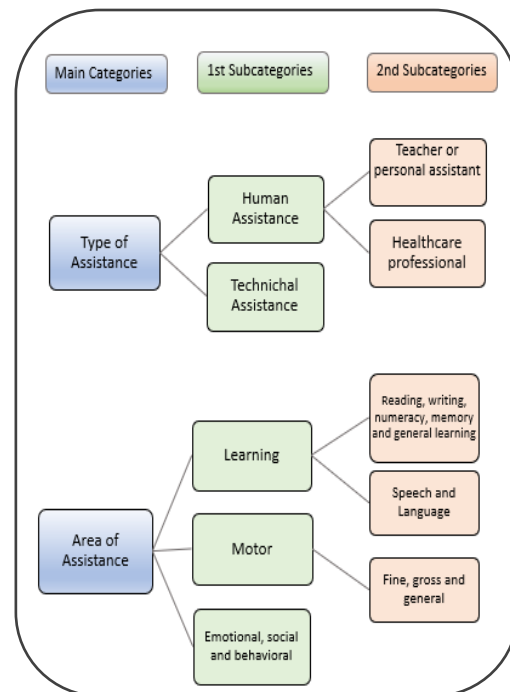 Main Categories
1st Subcategories
2nd Subcategories
Type of
Assistance
Human
Assistance
Teacher or
personal assistant
Healthcare
professional
Technichal
Assistance
Area of
Assistance
Learning
Reading, writing,
numeracy, memory
and general learning
Speech and
Language
Motor
Fine, gross and
general
Emotional, social
and behavioral